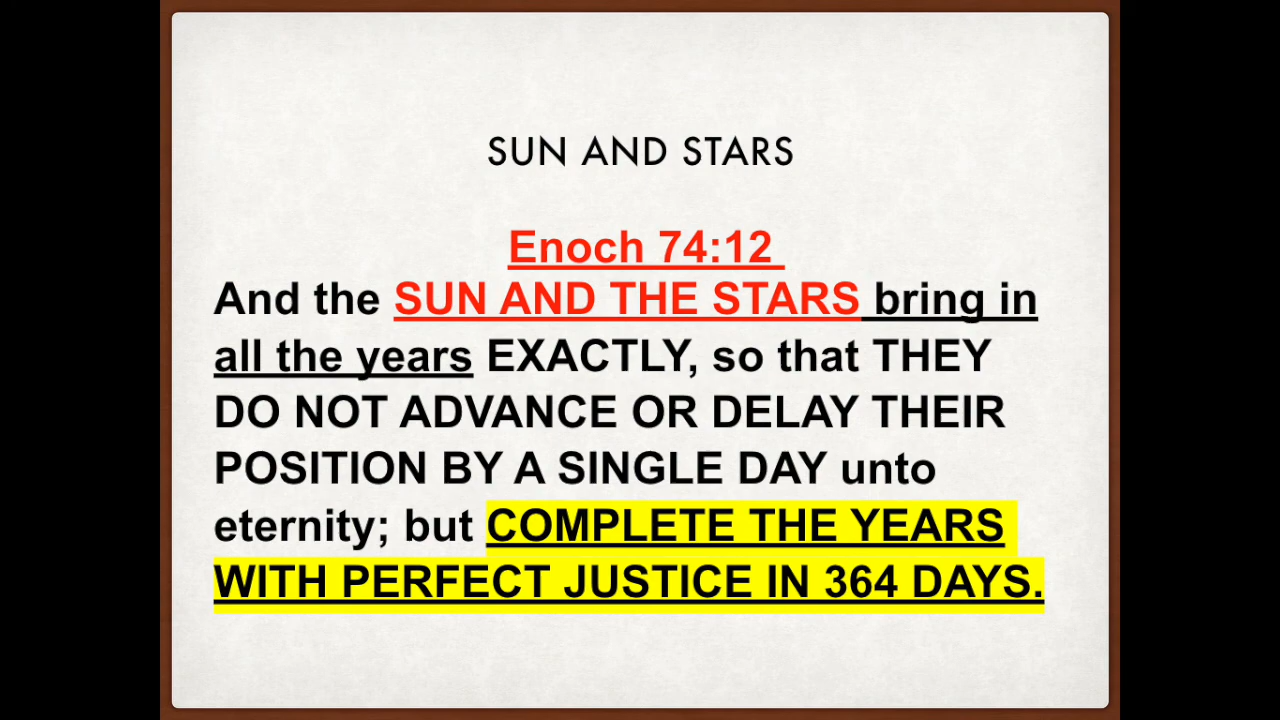 SUN AND STARS
Enoch 74:12
And the SUN AND THE STARS bring in
all the years EXACTLY, so that THEY
DO NOT ADVANCE OR DELAY THEIR
POSITION BY A SINGLE DAY unto
eternity; but COMPLETE THE YEARS
WITH PERFECT JUSTICE IN 364 DAYS.